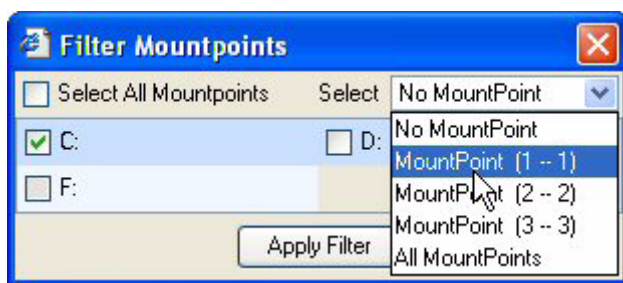 Filter Mountpoints
Select All Mountpoints Select No MountPoint
No MountPoint
C: D:
MountPoint (1 -- 1)
F:
MountPoint (2 -- 2)
MountPoint (3 -- 3)
Apply Filter
All MountPoints